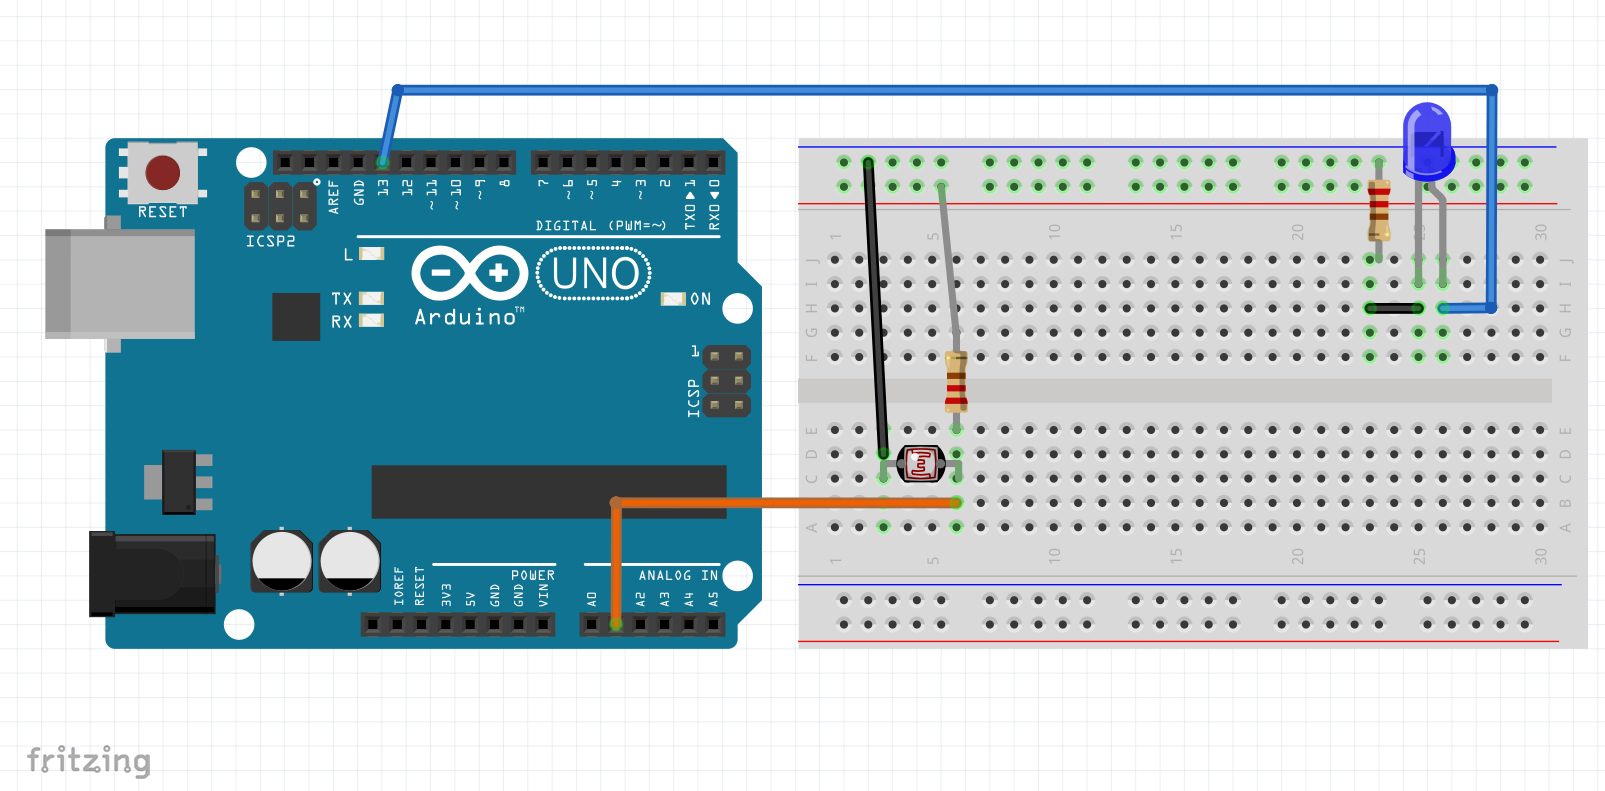 RESET
ICSP2
AREF
GND
13
12
~11
~10
~9
8
7
~6
~5
4
~3
2
TX0▶1
RX0◀0
DIGITAL (PWM=~)
L
TX
RX
UNO
Arduino™
ON
1
ICSP
IOREF
RESET
3V3
5V
GND
GND
VIN
POWER
ANALOG IN
A0
A2
A3
A4
A5
1 5 10 15 20 25 30
J J
I I
H H
G G
F F
E E
D D
C C
B B
A A
1 5 10 15 20 25 30
fritzing